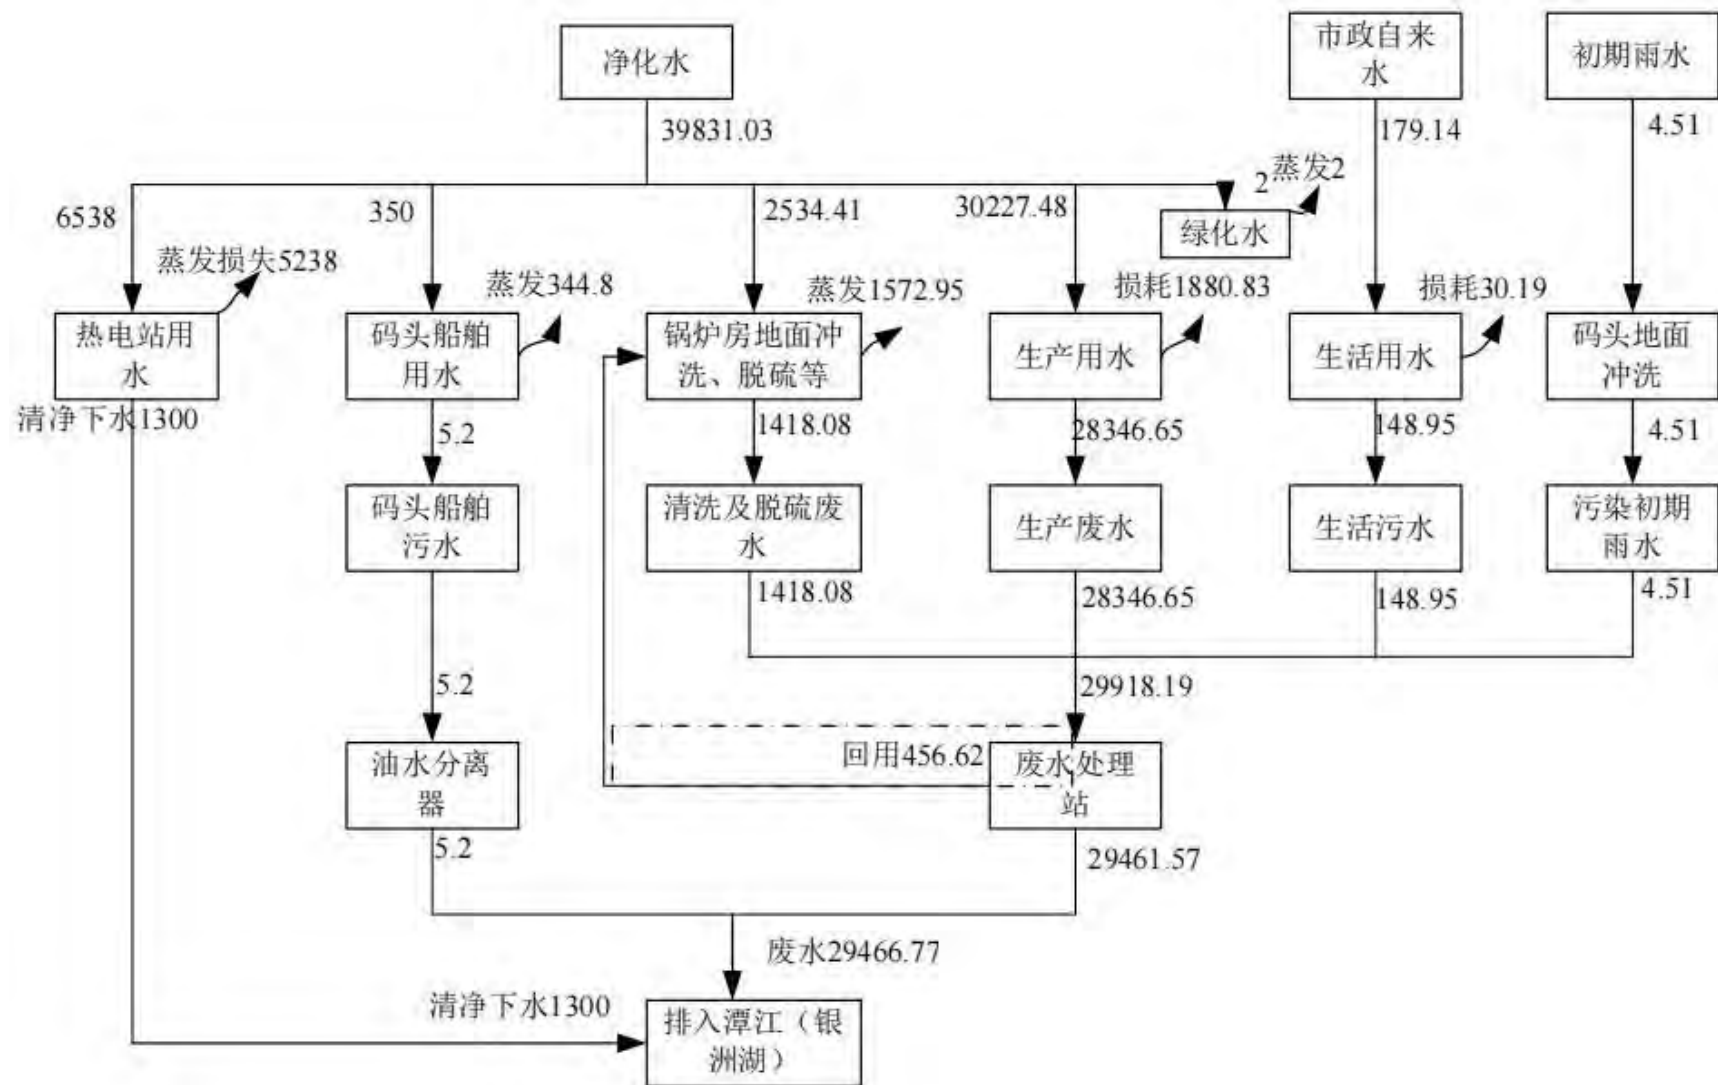 净化水
市政自来
水
初期雨水
39831.03
179.14
4.51
6538
350
2534.41
30227.48
2
蒸发2
绿化水
蒸发损失5238
蒸发344.8
蒸发1572.95
损耗1880.83
损耗30.19
热电站用
水
码头船舶
用水
锅炉房地面冲
洗、脱硫等
生产用水
生活用水
码头地面
冲洗
清净下水1300
5.2
1418.08
28346.65
148.95
4.51
码头船舶
污水
清洗及脱硫废
水
生产废水
生活污水
污染初期
雨水
1418.08
28346.65
148.95
4.51
5.2
29918.19
回用456.62
油水分离
器
废水处理
站
5.2
29461.57
废水29466.77
清净下水1300
排入潭江（银
洲湖）